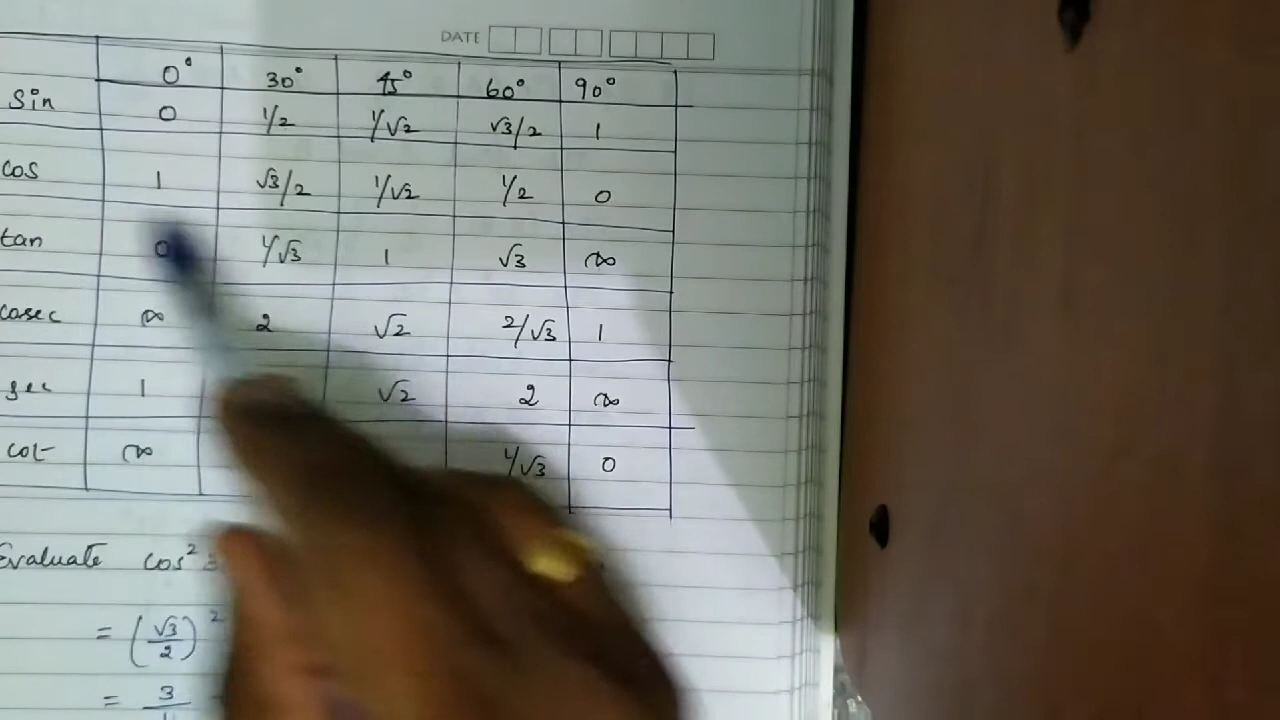 DATE
0° 30° 45° 60° 90°
Sin 0 1/2 1/√2 √3/2 1
cos 1 √3/2 1/√2 1/2 0
tan 0 1/√3 1 √3 ∞
cosec ∞ 2 √2 2/√3 1
sec 1 √2 2 ∞
cot ∞ 1/√3 0
Evaluate cos²
= (√3/2)²
= 3